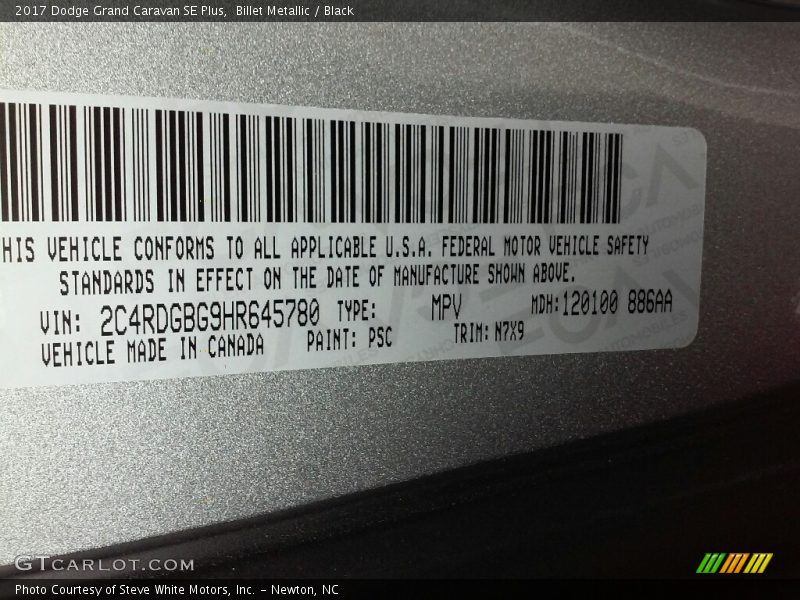 2017 Dodge Grand Caravan SE Plus,  Billet Metallic / Black
HIS VEHICLE CONFORMS TO ALL APPLICABLE U.S.A. FEDERAL MOTOR VEHICLE SAFETY
STANDARDS IN EFFECT ON THE DATE OF MANUFACTURE SHOWN ABOVE.
VIN: 2C4RDGBG9HR645780 TYPE: MPV MDH:120100 886AA
VEHICLE MADE IN CANADA PAINT: PSC TRIM: N7X9
GTCARLOT.COM
Photo Courtesy of Steve White Motors, Inc. – Newton, NC